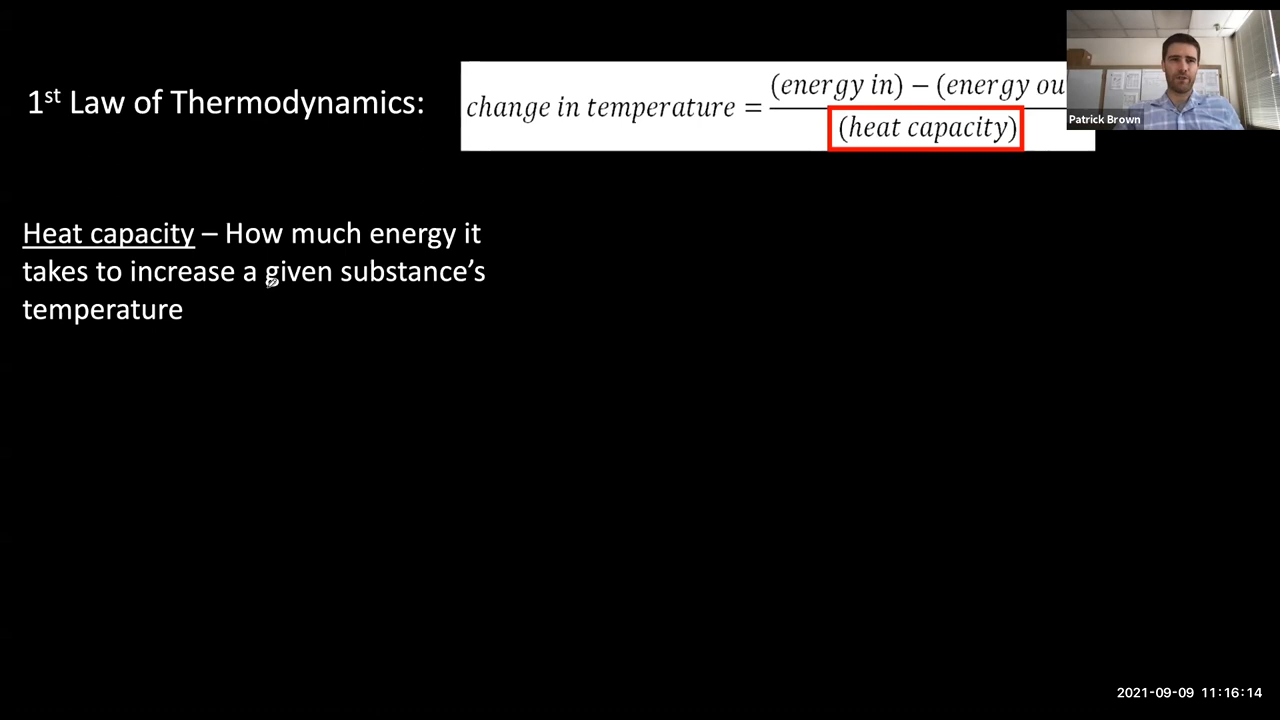 1st Law of Thermodynamics:
change in temperature = (energy in) − (energy ou
(heat capacity)
Patrick Brown
Heat capacity – How much energy it
takes to increase a given substance's
temperature
2021-09-09 11:16:14